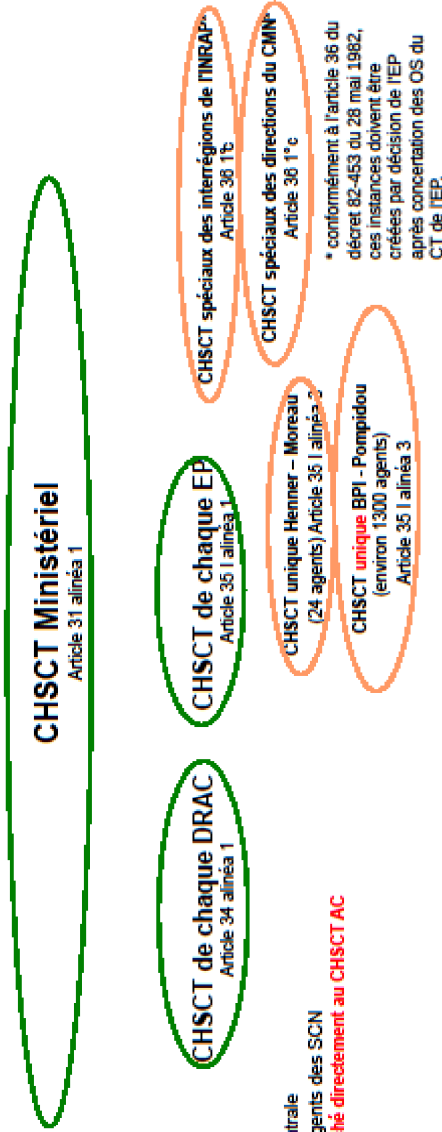 CHSCT Ministériel
Article 31 alinéa 1
CHSCT de chaque DRAC
Article 34 alinéa 1
CHSCT de chaque EP
Article 35 I alinéa 1
CHSCT spéciaux des interrégions de l'INRAP*
Article 36 1°c
CHSCT spéciaux des directions du CMN*
Article 36 1°c
CHSCT unique Henner – Moreau
(24 agents) Article 35 I alinéa 3
CHSCT unique BPI - Pompidou
(environ 1300 agents)
Article 35 I alinéa 3
* conformément à l'article 36 du
décret 82-453 du 28 mai 1982,
ces instances doivent être
créées par décision de l'EP
après concertation des OS du
CT de l'EP.
trale
gents des SCN
hé directement au CHSCT AC